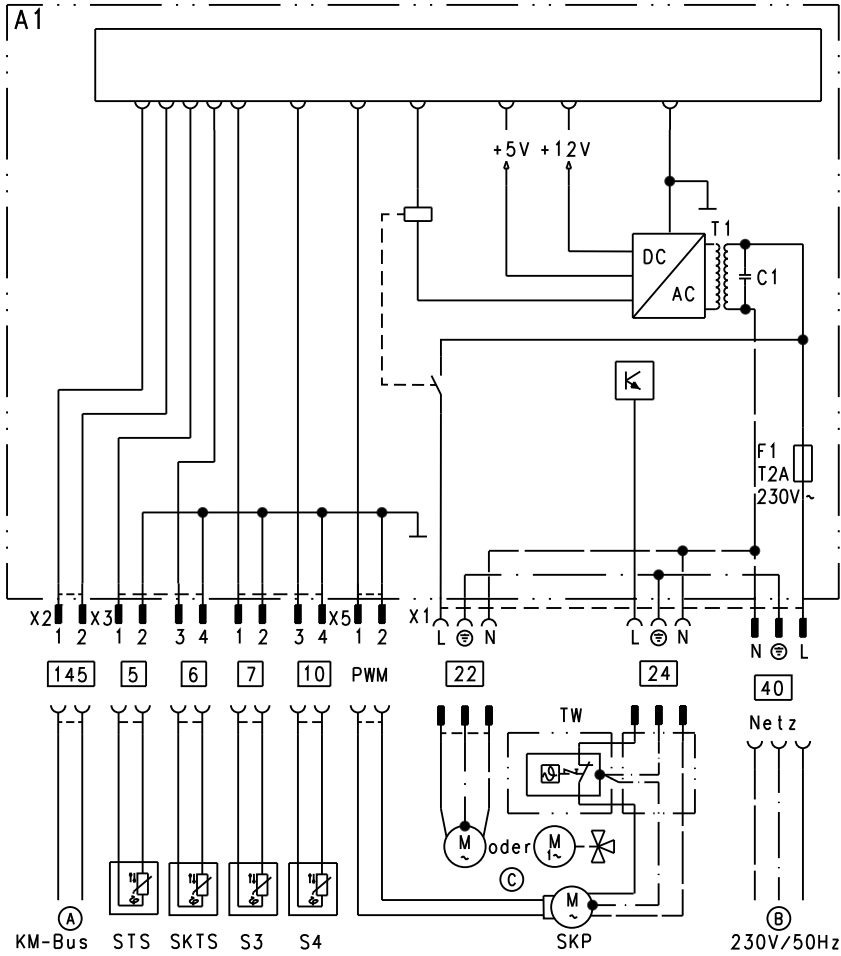 A1
+5V +12V
T1
DC
AC
C1
F1
T2A
230V ~
X2 X3 X5 X1
1 2 1 2 3 4 1 2 3 4 1 2 L N L N N L
145 5 6 7 10 PWM 22 24 40
Netz
TW
ϑ
M
~
oder
M
1~
C
M
~
A
B
KM-Bus STS SKTS S3 S4 SKP 230V/50Hz